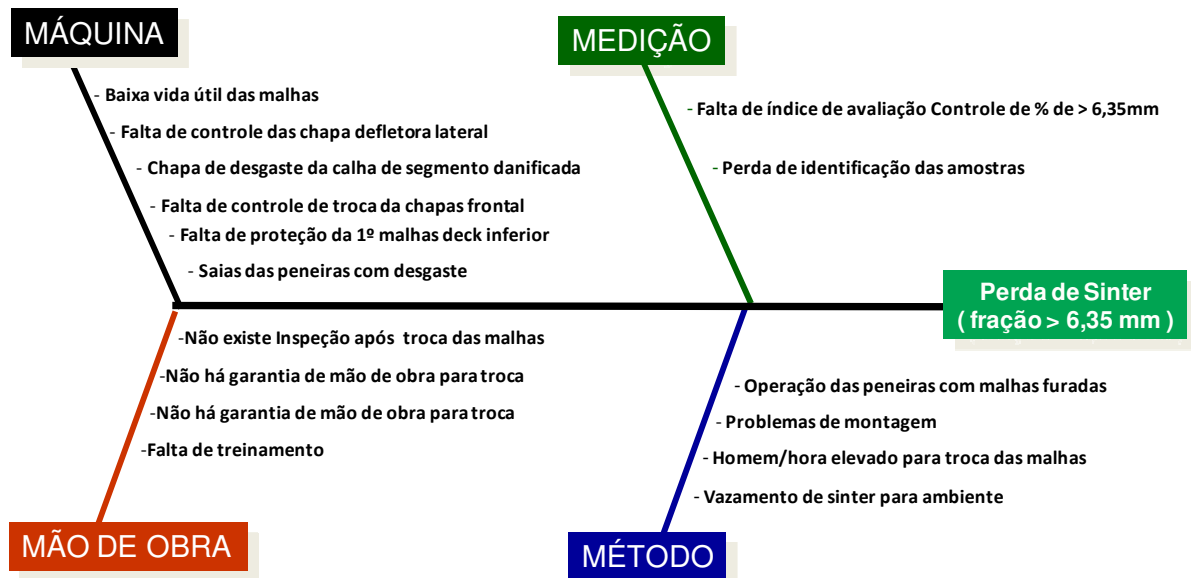 MÁQUINA
- Baixa vida útil das malhas
- Falta de controle das chapa defletora lateral
- Chapa de desgaste da calha de segmento danificada
- Falta de controle de troca da chapas frontal
- Falta de proteção da 1º malhas deck inferior
- Saias das peneiras com desgaste
MEDIÇÃO
- Falta de índice de avaliação Controle de % de > 6,35mm
- Perda de identificação das amostras
Perda de Sinter
( fração > 6,35 mm )
-Não existe Inspeção após troca das malhas
-Não há garantia de mão de obra para troca
-Não há garantia de mão de obra para troca
-Falta de treinamento
MÃO DE OBRA
- Operação das peneiras com malhas furadas
- Problemas de montagem
- Homem/hora elevado para troca das malhas
- Vazamento de sinter para ambiente
MÉTODO